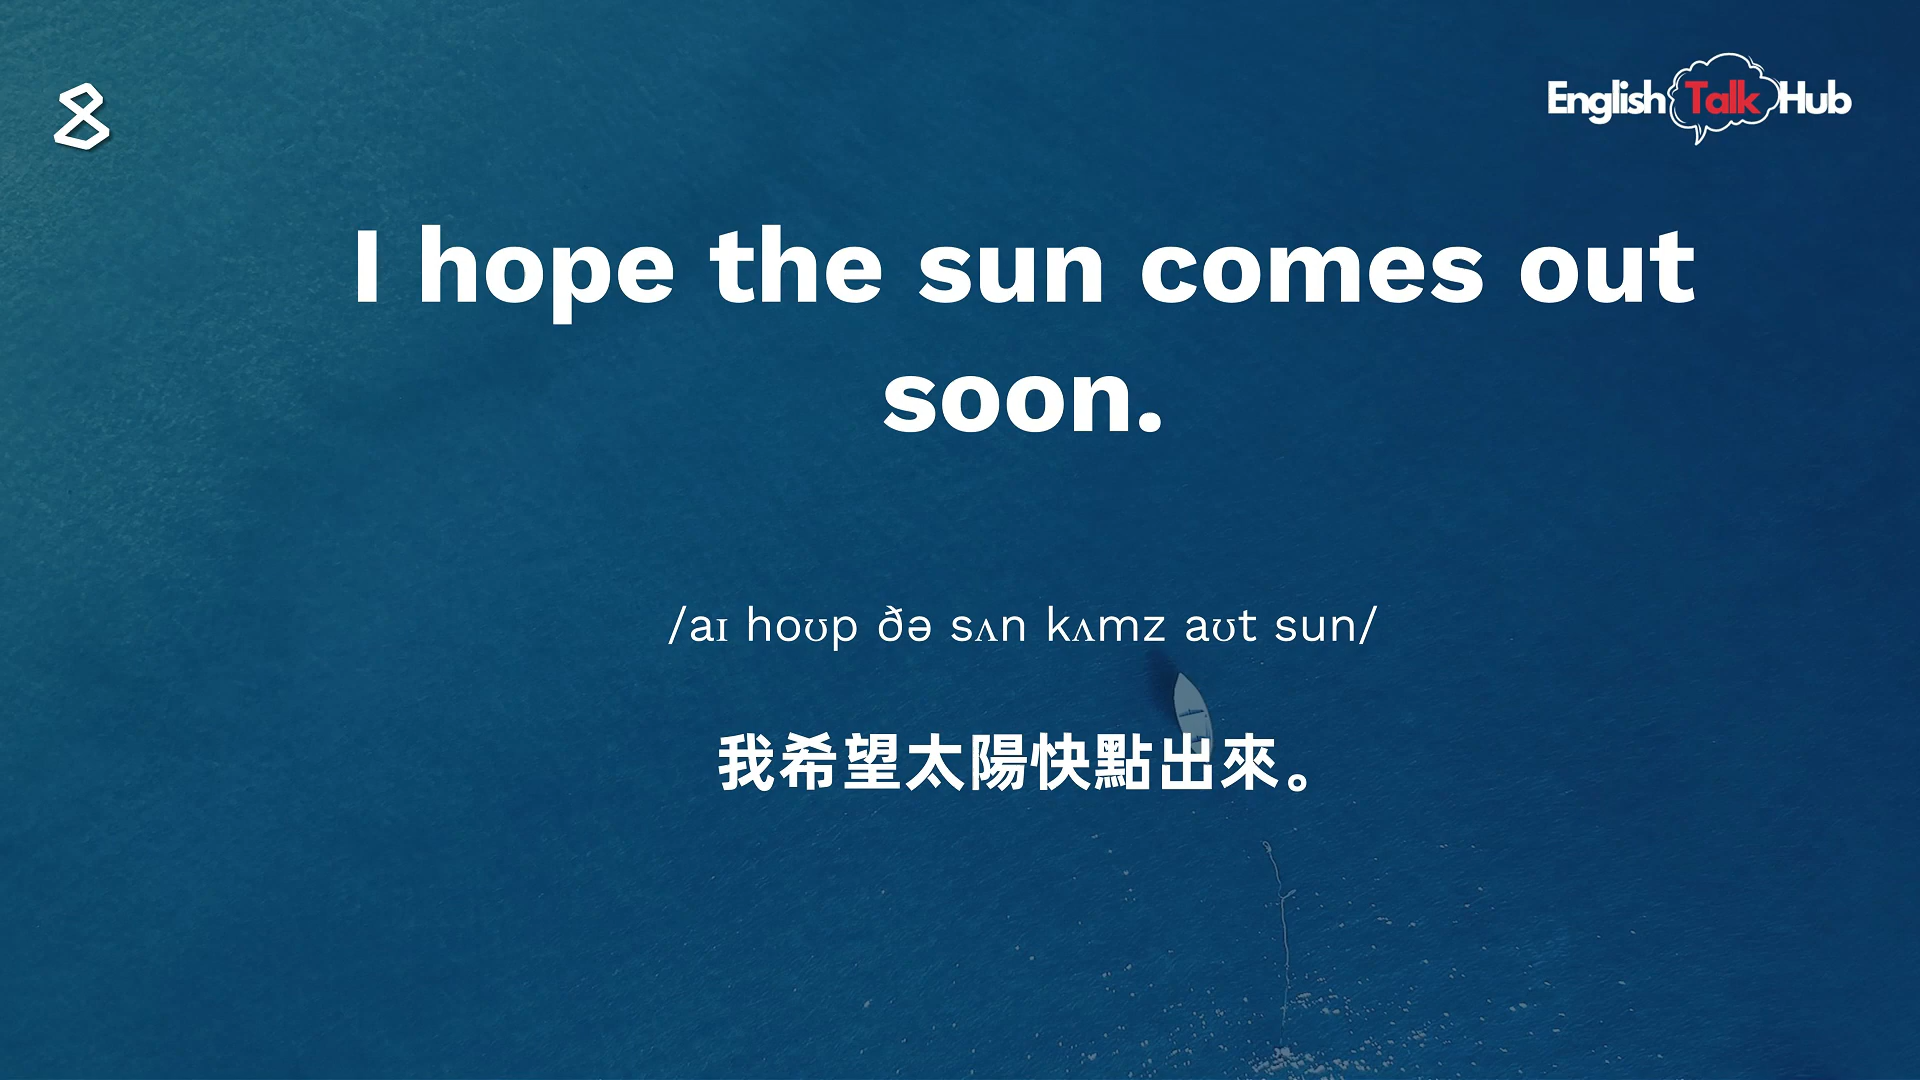 8
English Talk Hub
I hope the sun comes out
soon.
/aɪ hoʊp ðə sʌn kʌmz aʊt sun/
我希望太陽快點出來。